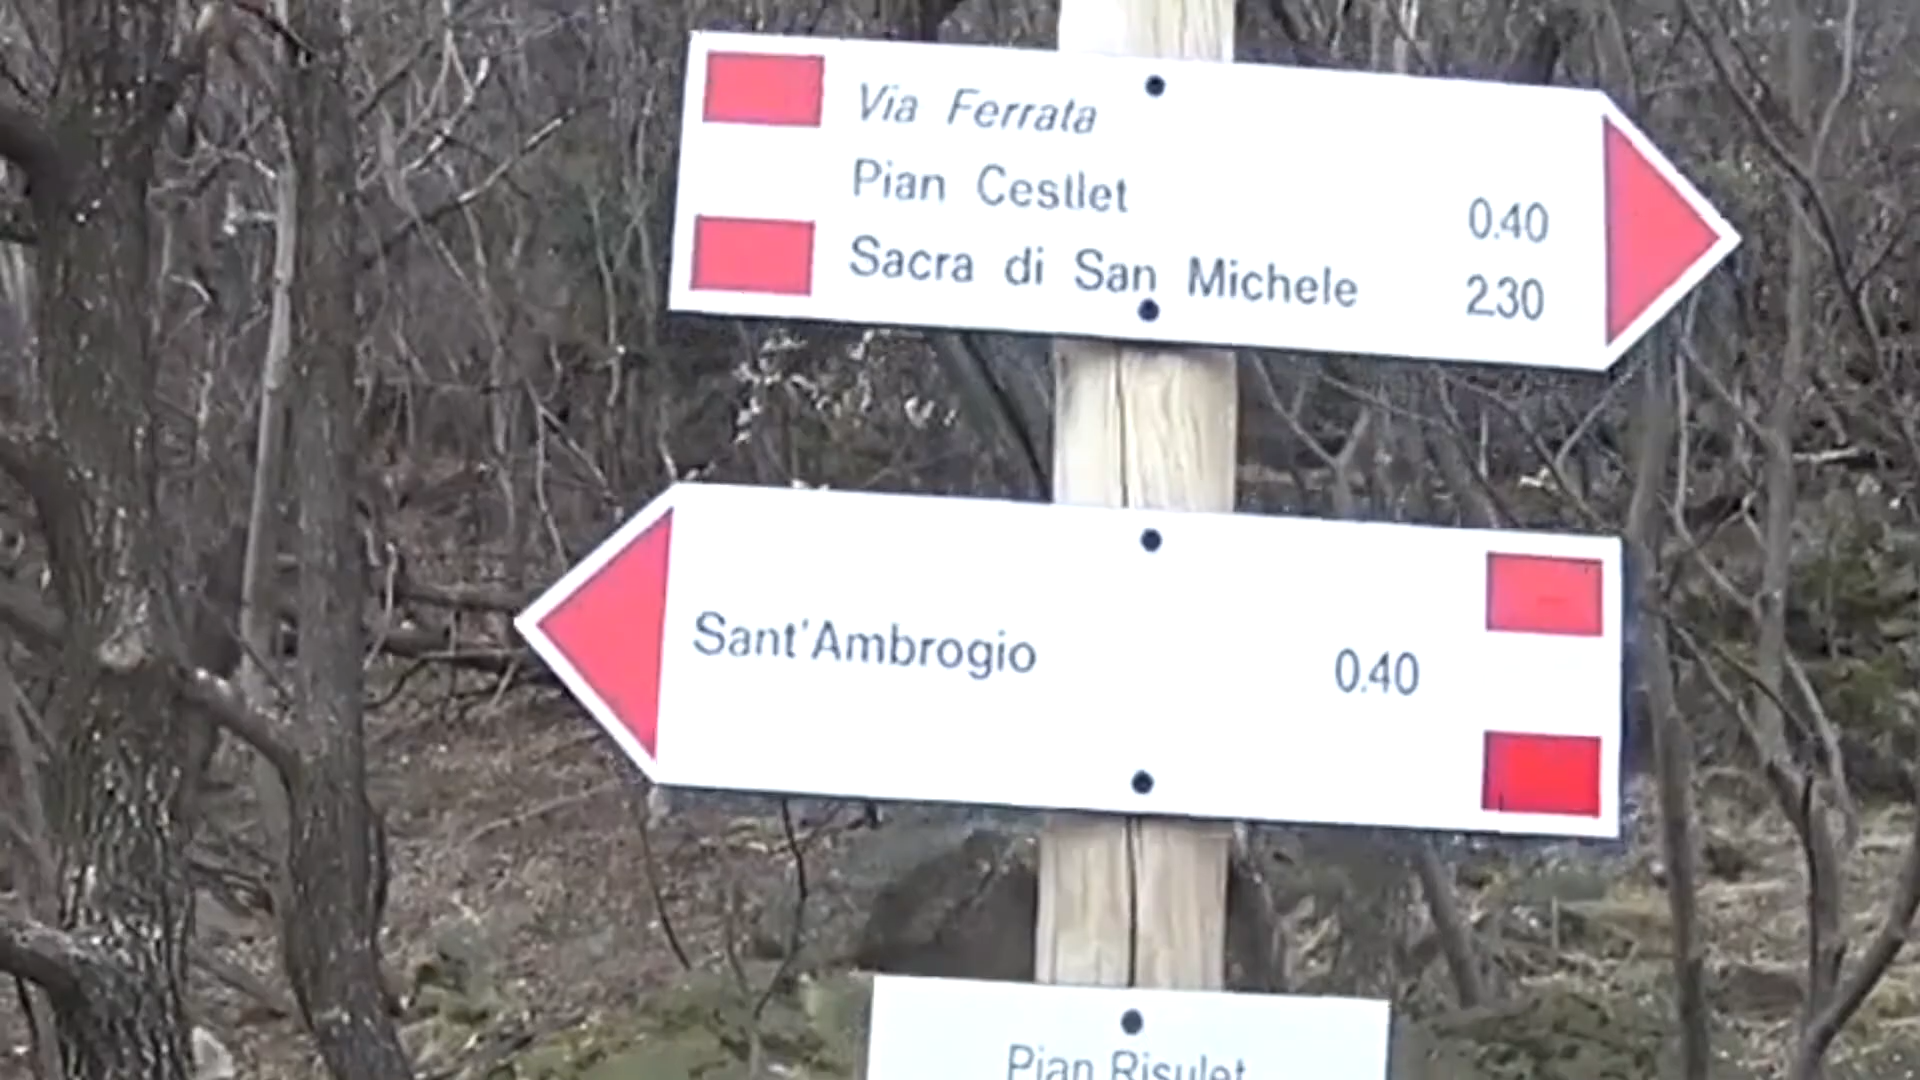 Via Ferrata
Pian Cestlet 0.40
Sacra di San Michele 2.30
Sant'Ambrogio 0.40
Pian Risulet